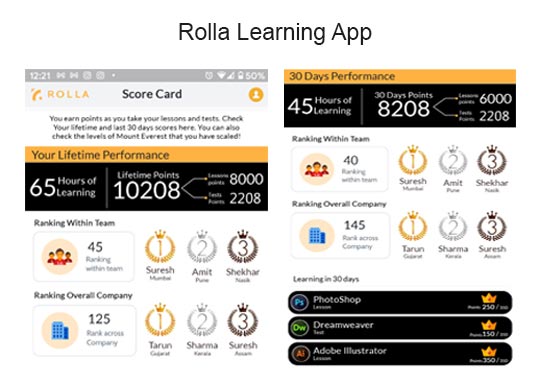 Rolla Learning App
12:21 50%
ROLLA Score Card
You earn points as you take your lessons and tests. Check
Your lifetime and last 30 days scores here. You can also
check the levels of Mount Everest that you have scaled!
Your Lifetime Performance
65 Hours of Learning
Lifetime Points
10208
Lessons points 8000
Tests Points 2208
Ranking Within Team
45
Ranking within team
1 2 3
Suresh Amit Shekhar
Mumbai Pune Nasik
Ranking Overall Company
125
Rank across Company
1 2 3
Tarun Sharma Suresh
Gujarat Kerala Assam
30 Days Performance
45 Hours of Learning
30 Days Points
8208
Lessons points 6000
Tests Points 2208
Ranking Within Team
40
Ranking within team
1 2 3
Suresh Amit Shekhar
Mumbai Pune Nasik
Ranking Overall Company
145
Rank across Company
1 2 3
Tarun Sharma Suresh
Gujarat Kerala Assam
Learning in 30 days
Ps PhotoShop
Lesson Points 250 /
Dw Dreamweaver
Test Points 150 /
Ai Adobe Illustrator
Lesson Points 350 /